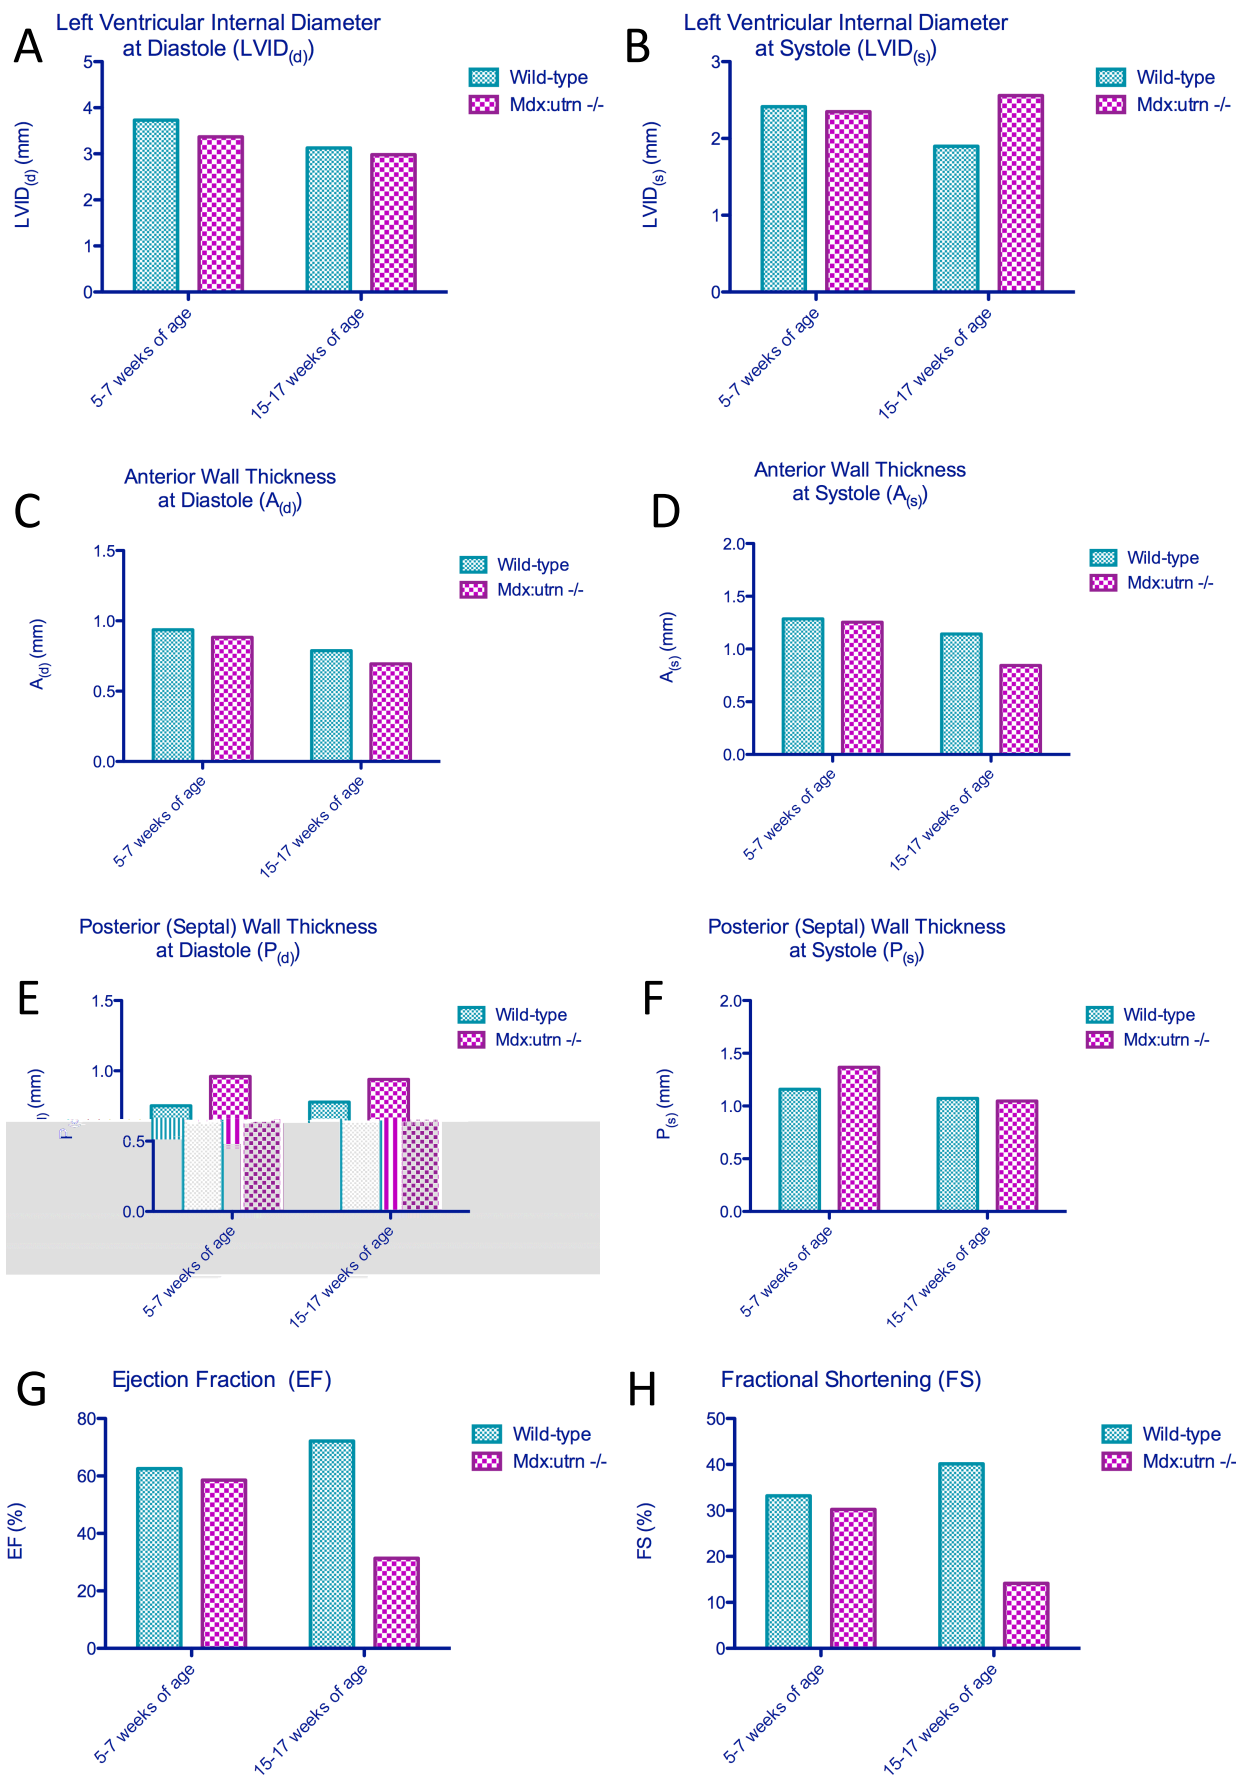 A
Left Ventricular Internal Diameter
at Diastole (LVID(d))
5
4
3
2
1
0
LVID(d) (mm)
Wild-type
Mdx:utrn -/-
5-7 weeks of age
15-17 weeks of age
B
Left Ventricular Internal Diameter
at Systole (LVID(s))
3
2
1
0
LVID(s) (mm)
Wild-type
Mdx:utrn -/-
5-7 weeks of age
15-17 weeks of age
C
Anterior Wall Thickness
at Diastole (A(d))
1.5
1.0
0.5
0.0
A(d) (mm)
Wild-type
Mdx:utrn -/-
5-7 weeks of age
15-17 weeks of age
D
Anterior Wall Thickness
at Systole (A(s))
2.0
1.5
1.0
0.5
0.0
A(s) (mm)
Wild-type
Mdx:utrn -/-
5-7 weeks of age
15-17 weeks of age
E
Posterior (Septal) Wall Thickness
at Diastole (P(d))
1.5
1.0
0.5
0.0
(mm)
Wild-type
Mdx:utrn -/-
5-7 weeks of age
15-17 weeks of age
F
Posterior (Septal) Wall Thickness
at Systole (P(s))
2.0
1.5
1.0
0.5
0.0
P(s) (mm)
Wild-type
Mdx:utrn -/-
5-7 weeks of age
15-17 weeks of age
G
Ejection Fraction (EF)
80
60
40
20
0
EF (%)
Wild-type
Mdx:utrn -/-
5-7 weeks of age
15-17 weeks of age
H
Fractional Shortening (FS)
50
40
30
20
10
0
FS (%)
Wild-type
Mdx:utrn -/-
5-7 weeks of age
15-17 weeks of age